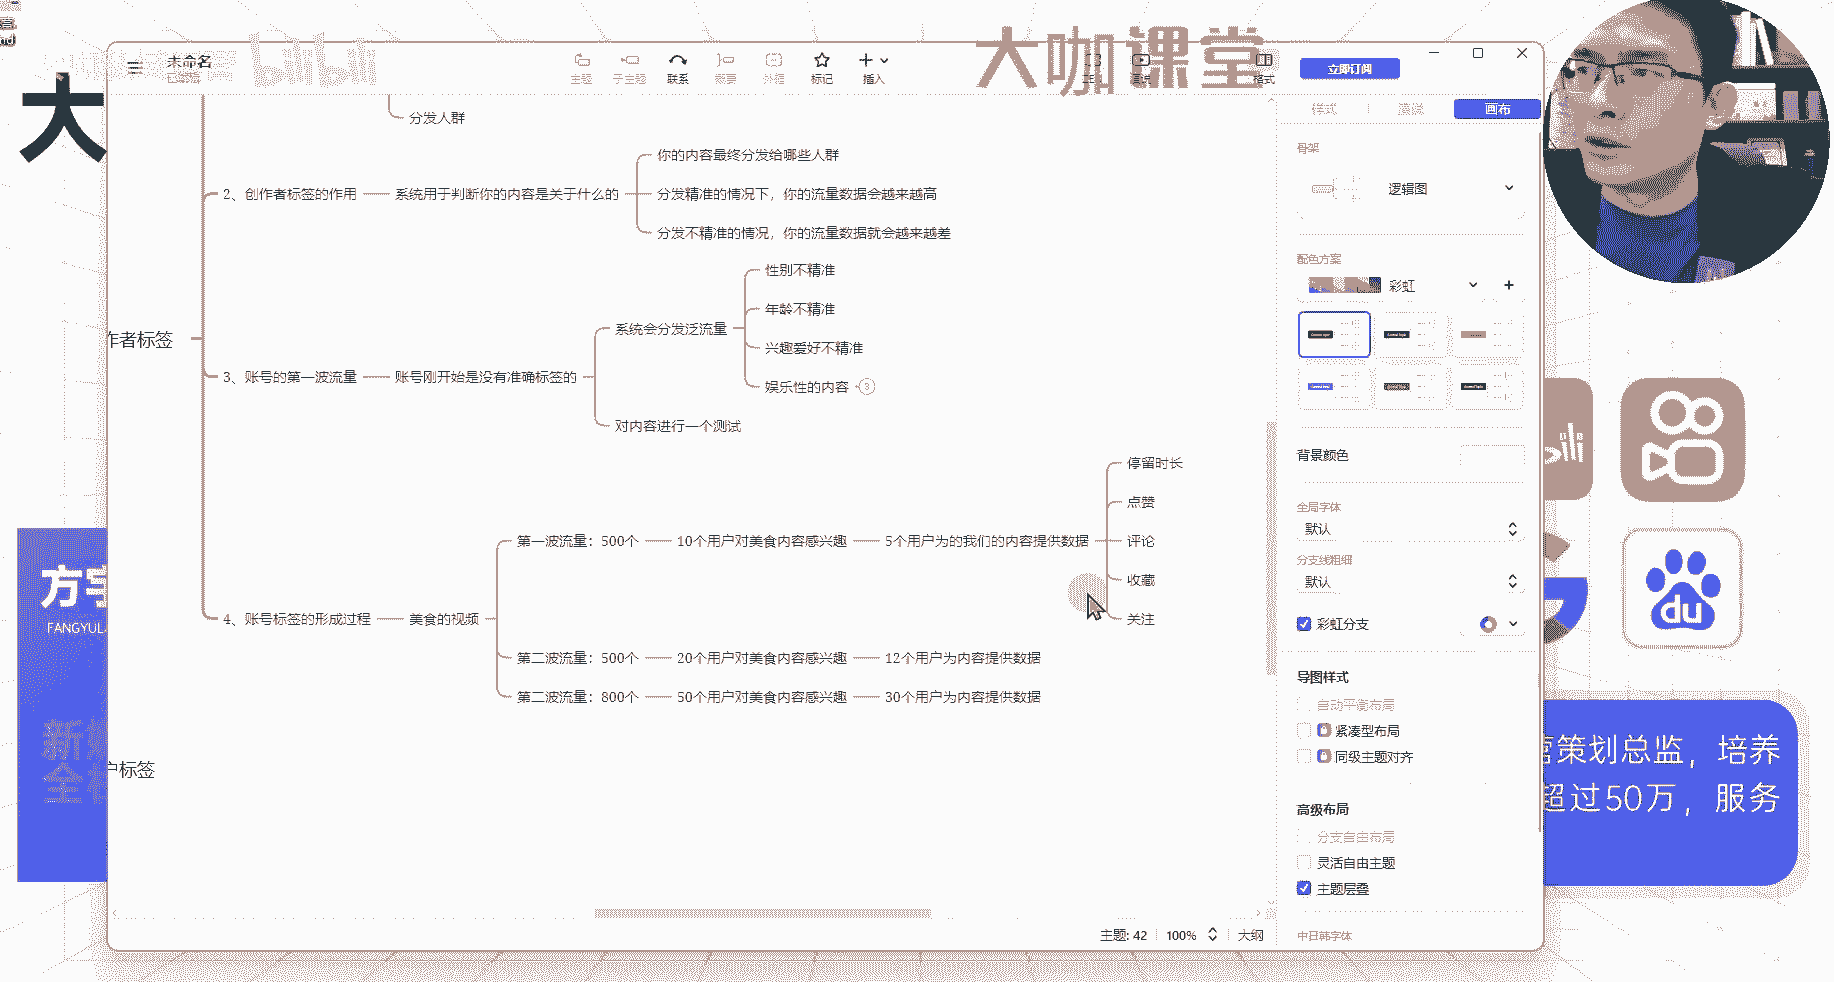 大咖课堂
bilibili
大
未命名
主题
子主题
联系
概要
外框
标记
插入
演说
格式
立即订阅
样式
演说
画布
分发人群
2、创作者标签的作用
系统用于判断你的内容是关于什么的
你的内容最终分发给哪些人群
分发精准的情况下，你的流量数据会越来越高
分发不精准的情况，你的流量数据就会越来越差
作者标签
3、账号的第一波流量
账号刚开始是没有准确标签的
系统会分发泛流量
性别不精准
年龄不精准
兴趣爱好不精准
娱乐性的内容
对内容进行一个测试
4、账号标签的形成过程
美食的视频
第一波流量：500个
10个用户对美食内容感兴趣
5个用户为的我们的内容提供数据
停留时长
点赞
评论
收藏
关注
第二波流量：500个
20个用户对美食内容感兴趣
12个用户为内容提供数据
第二波流量：800个
50个用户对美食内容感兴趣
30个用户为内容提供数据
户标签
主题: 42
100%
大纲
骨架
逻辑图
配色方案
彩虹
背景颜色
全局字体
默认
分支线粗细
默认
彩虹分支
导图样式
自动平衡布局
紧凑型布局
同级主题对齐
高级布局
分支自由布局
灵活自由主题
主题层叠
中日韩字体
方宇
FANGYUL
新
全
du
营策划总监，培养
超过50万，服务